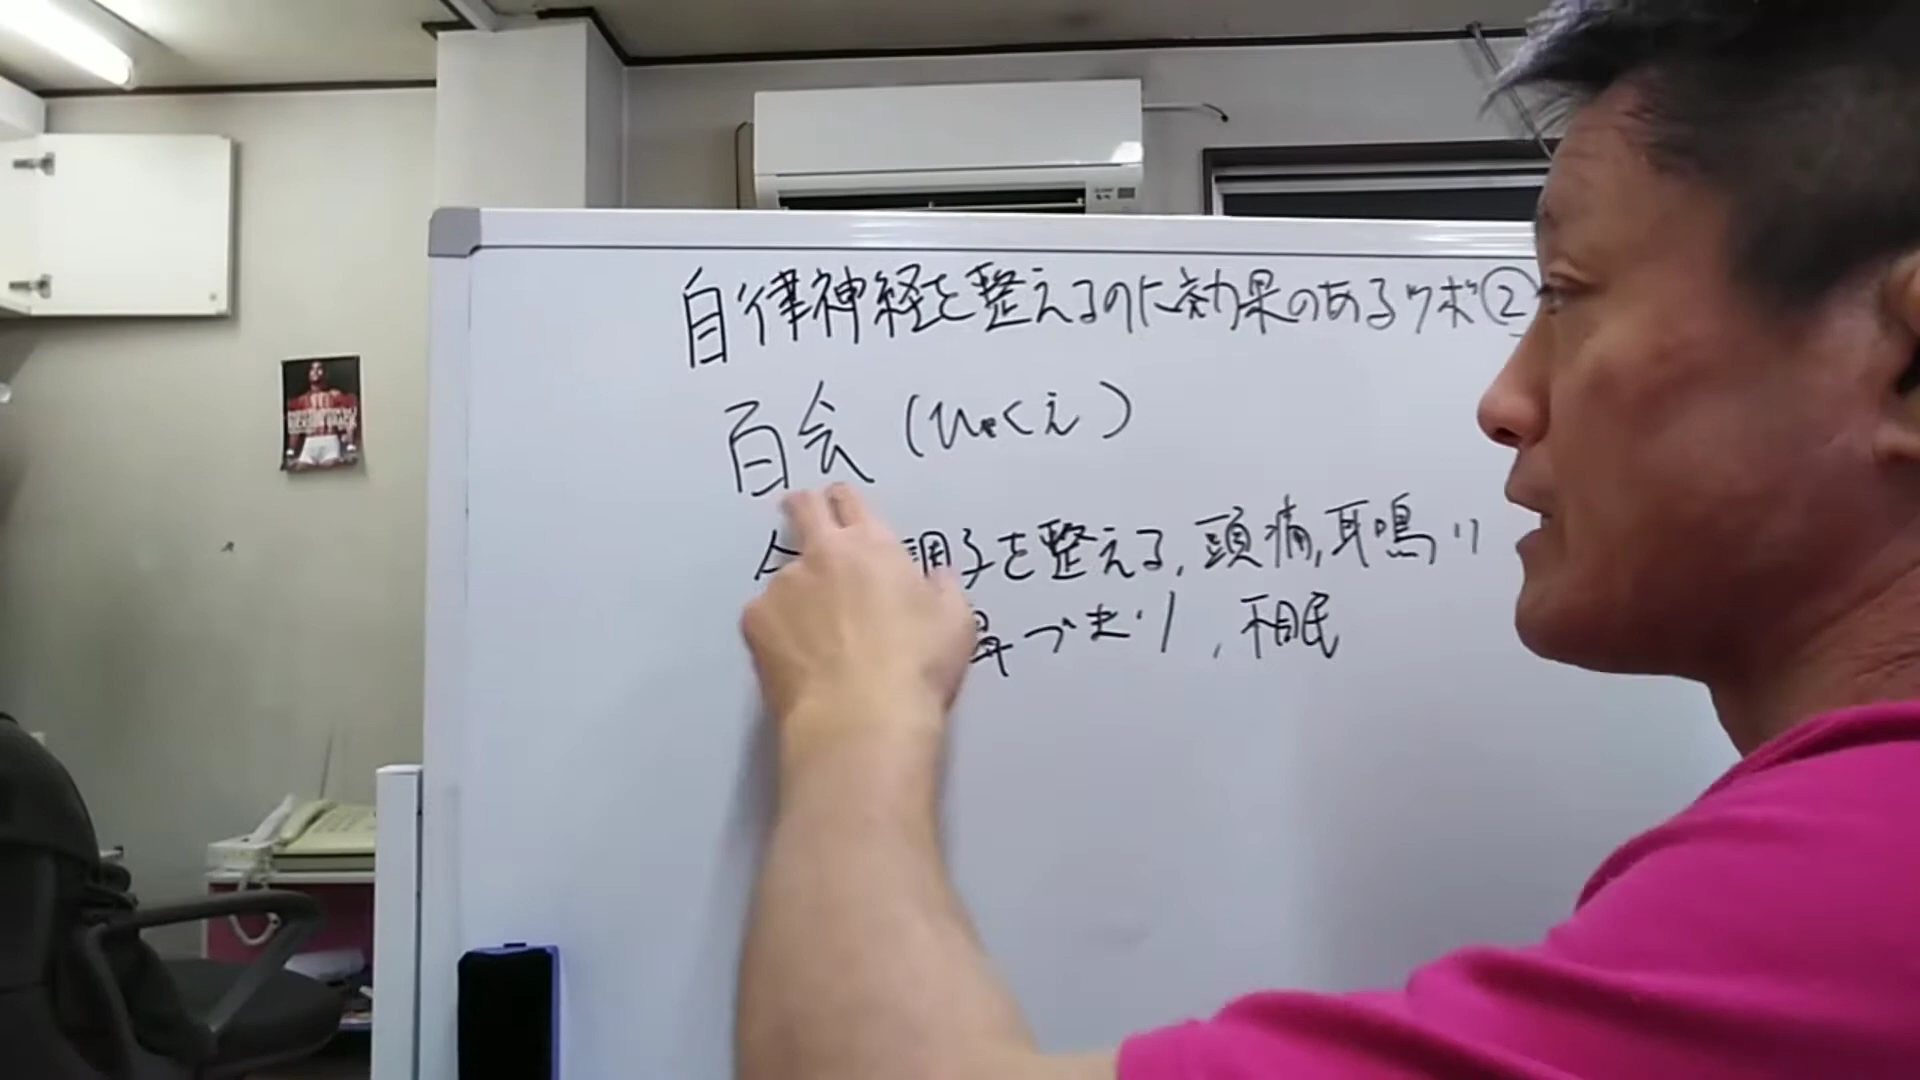 自律神経を整えるのに効果のあるツボ②
百会（ひゃくえ）
調子を整える、頭痛、耳鳴り
鼻づまり、不眠